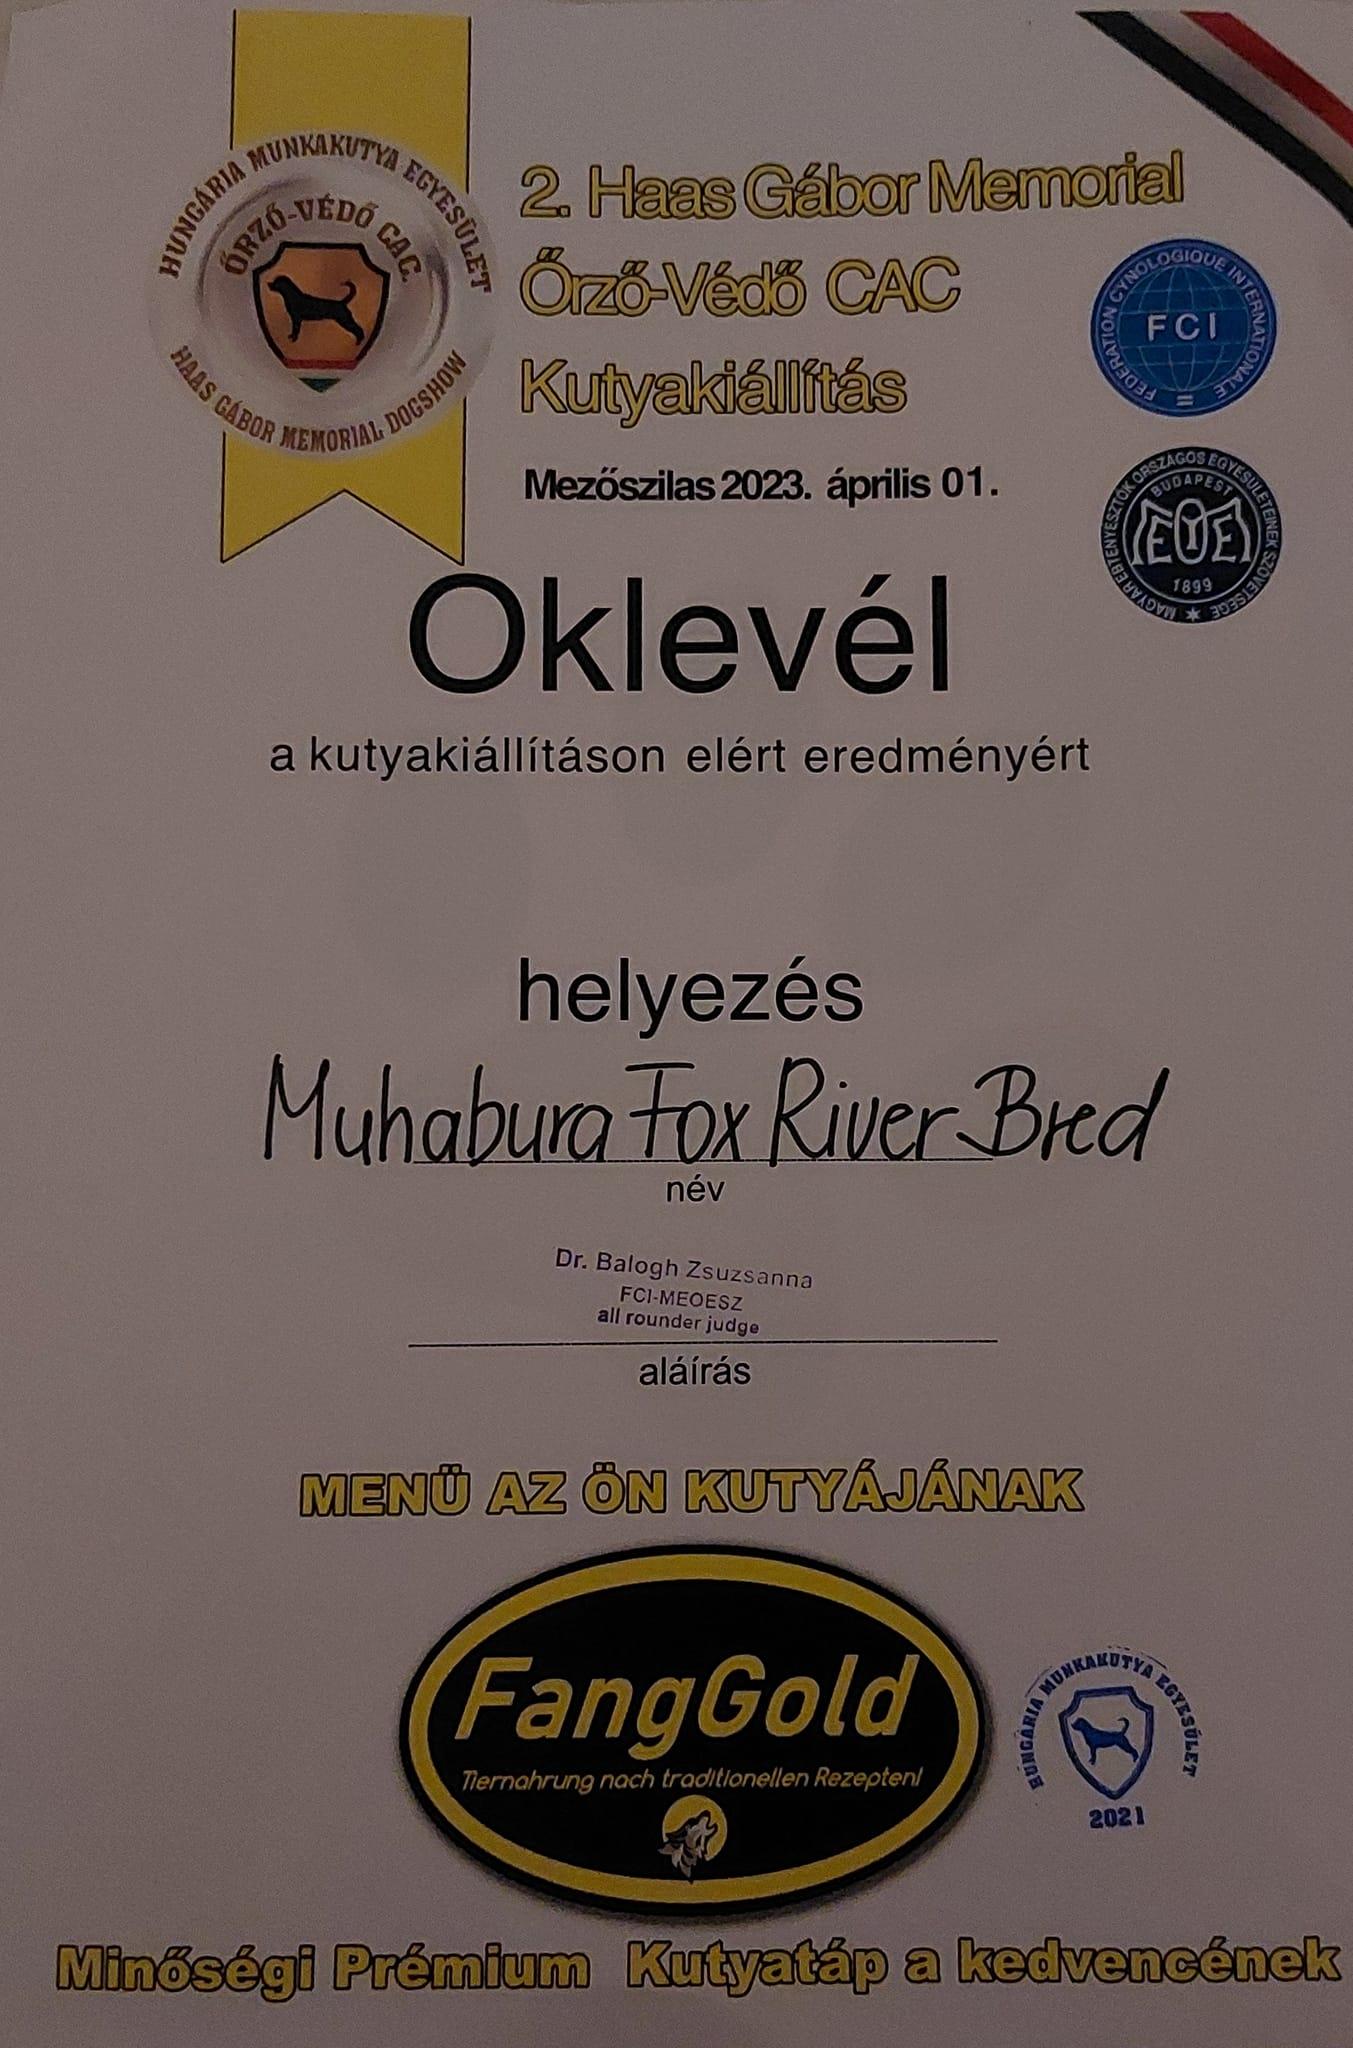 HUNGÁRIA MUNKAKUTYA EGYESÜLET
ŐRZŐ-VÉDŐ CAC
HAAS GÁBOR MEMORIAL DOGSHOW
2. Haas Gábor Memorial
Őrző-Védő CAC
Kutyakiállítás
Mezőszilas 2023. április 01.
FEDERATION CYNOLOGIQUE INTERNATIONALE
FCI
MAGYAR EBTENYÉSZTŐK ORSZÁGOS EGYESÜLETEINEK SZÖVETSÉGE
BUDAPEST
MEOE
1899
Oklevél
a kutyakiállításon elért eredményért
helyezés
Muhabura Fox River Bred
név
Dr. Balogh Zsuzsanna
FCI-MEOESZ
all rounder judge
aláírás
MENÜ AZ ÖN KUTYÁJÁNAK
FangGold
Tiernahrung nach traditionellen Rezepten!
HUNGÁRIA MUNKAKUTYA EGYESÜLET
2021
Minőségi Prémium Kutyatáp a kedvencének